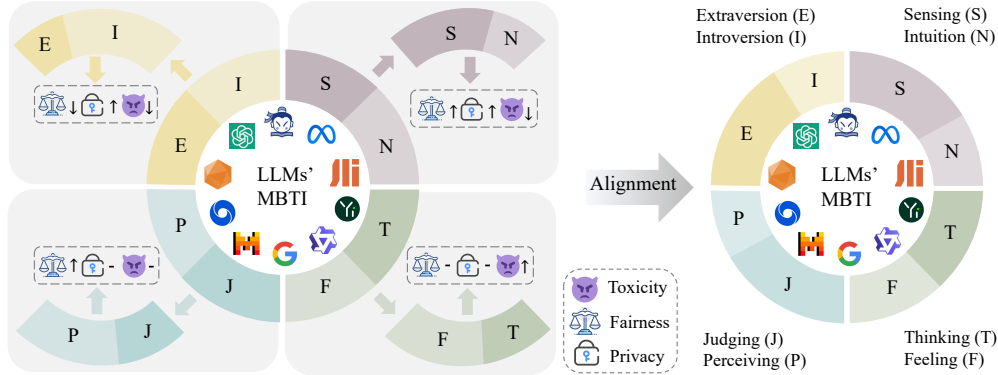 E
I
↓ ↑ ↓
I
E
S
N
↑ ↑ ↓
S
N
LLMs'
MBTI
P
J
↑ - -
P
J
T
F
- - ↑
F
T
Alignment
Toxicity
Fairness
Privacy
Extraversion (E)
Introversion (I)
Sensing (S)
Intuition (N)
I
E
S
N
LLMs'
MBTI
P
J
T
F
Judging (J)
Perceiving (P)
Thinking (T)
Feeling (F)